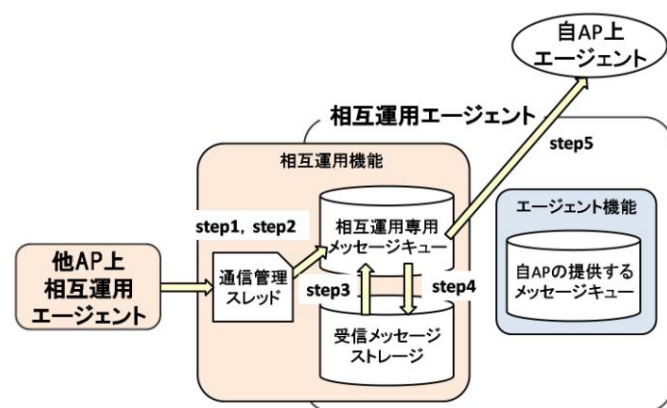 自AP上
エージェント
相互運用エージェント
step5
相互運用機能
エージェント機能
step1, step2
相互運用専用
メッセージキュー
自APの提供する
メッセージキュー
他AP上
相互運用
エージェント
通信管理
スレッド
step3
step4
受信メッセージ
ストレージ